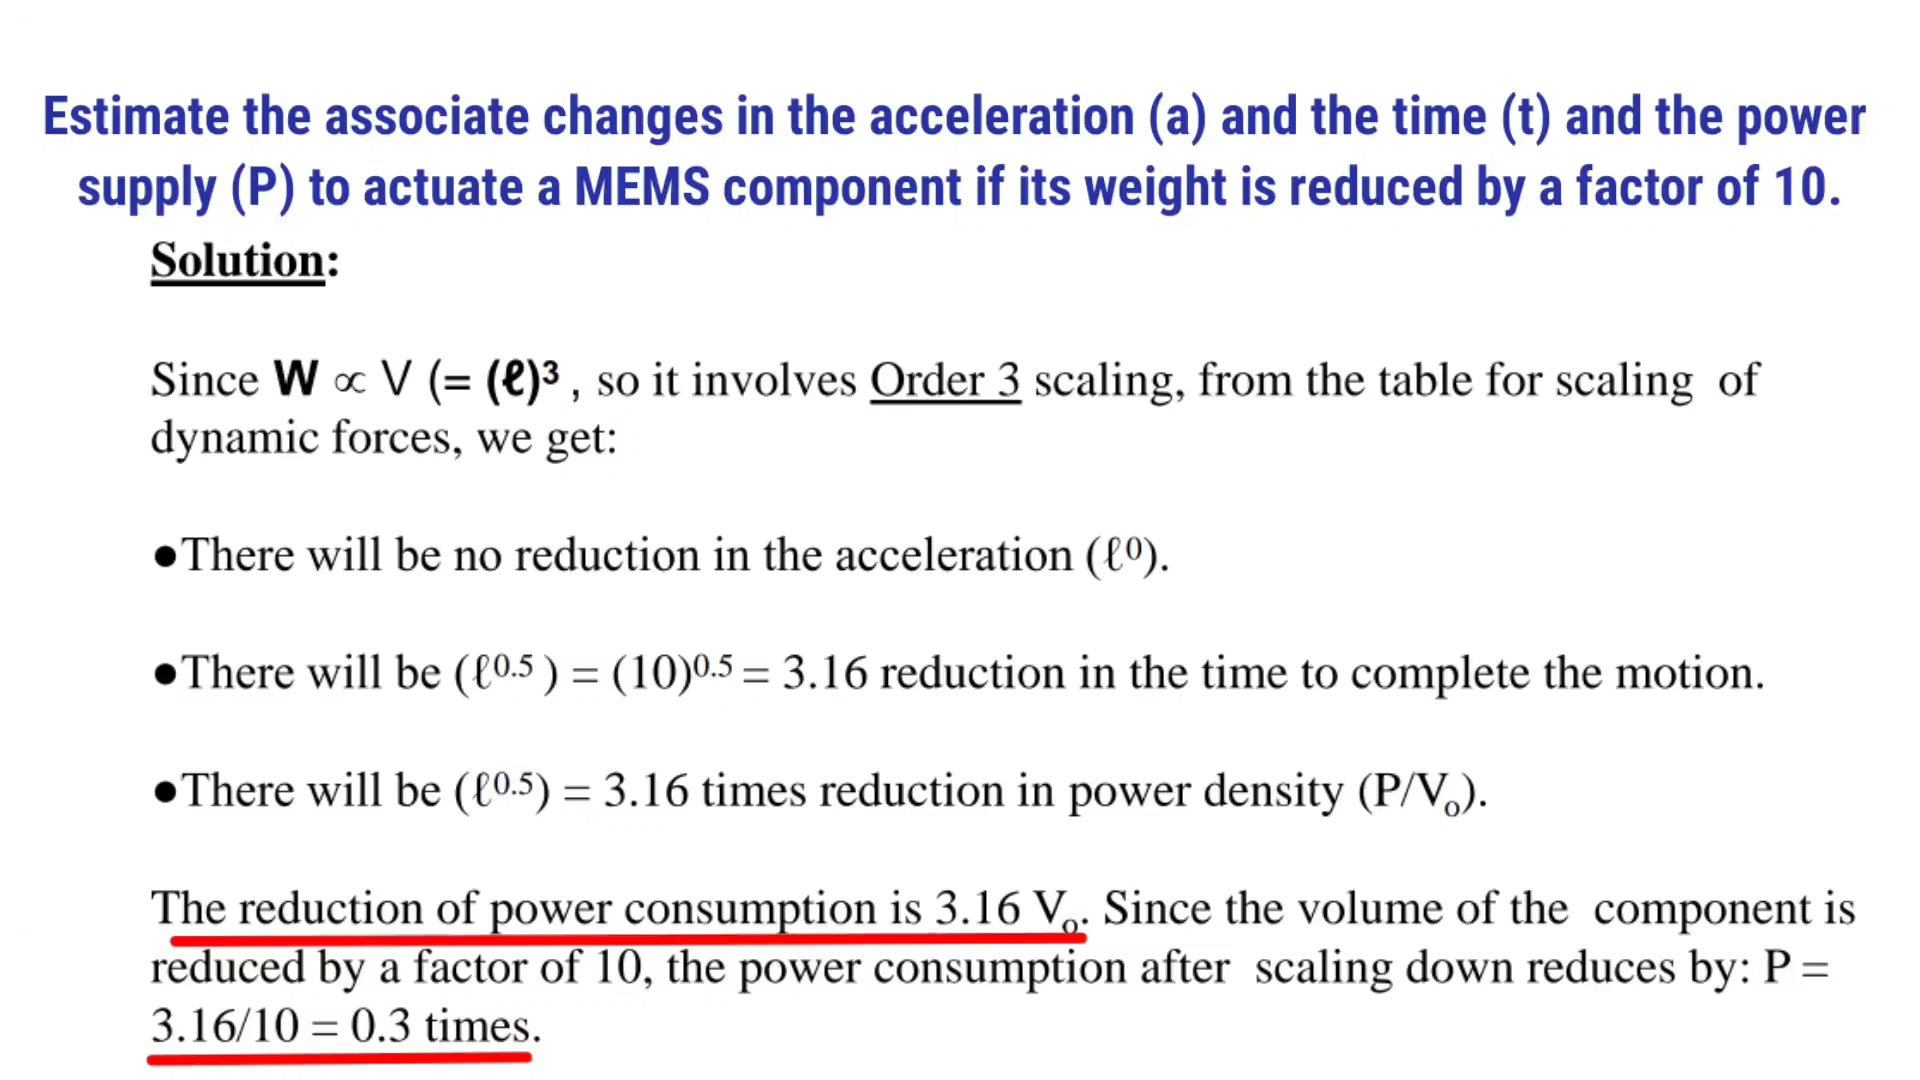 Estimate the associate changes in the acceleration (a) and the time (t) and the power
supply (P) to actuate a MEMS component if its weight is reduced by a factor of 10.
Solution:
Since W ∝ V (= (ℓ)³ , so it involves Order 3 scaling, from the table for scaling of
dynamic forces, we get:
●There will be no reduction in the acceleration (ℓ⁰).
●There will be (ℓ^0.5 ) = (10)^0.5 = 3.16 reduction in the time to complete the motion.
●There will be (ℓ^0.5) = 3.16 times reduction in power density (P/Vₒ).
The reduction of power consumption is 3.16 Vₒ. Since the volume of the component is
reduced by a factor of 10, the power consumption after scaling down reduces by: P =
3.16/10 = 0.3 times.